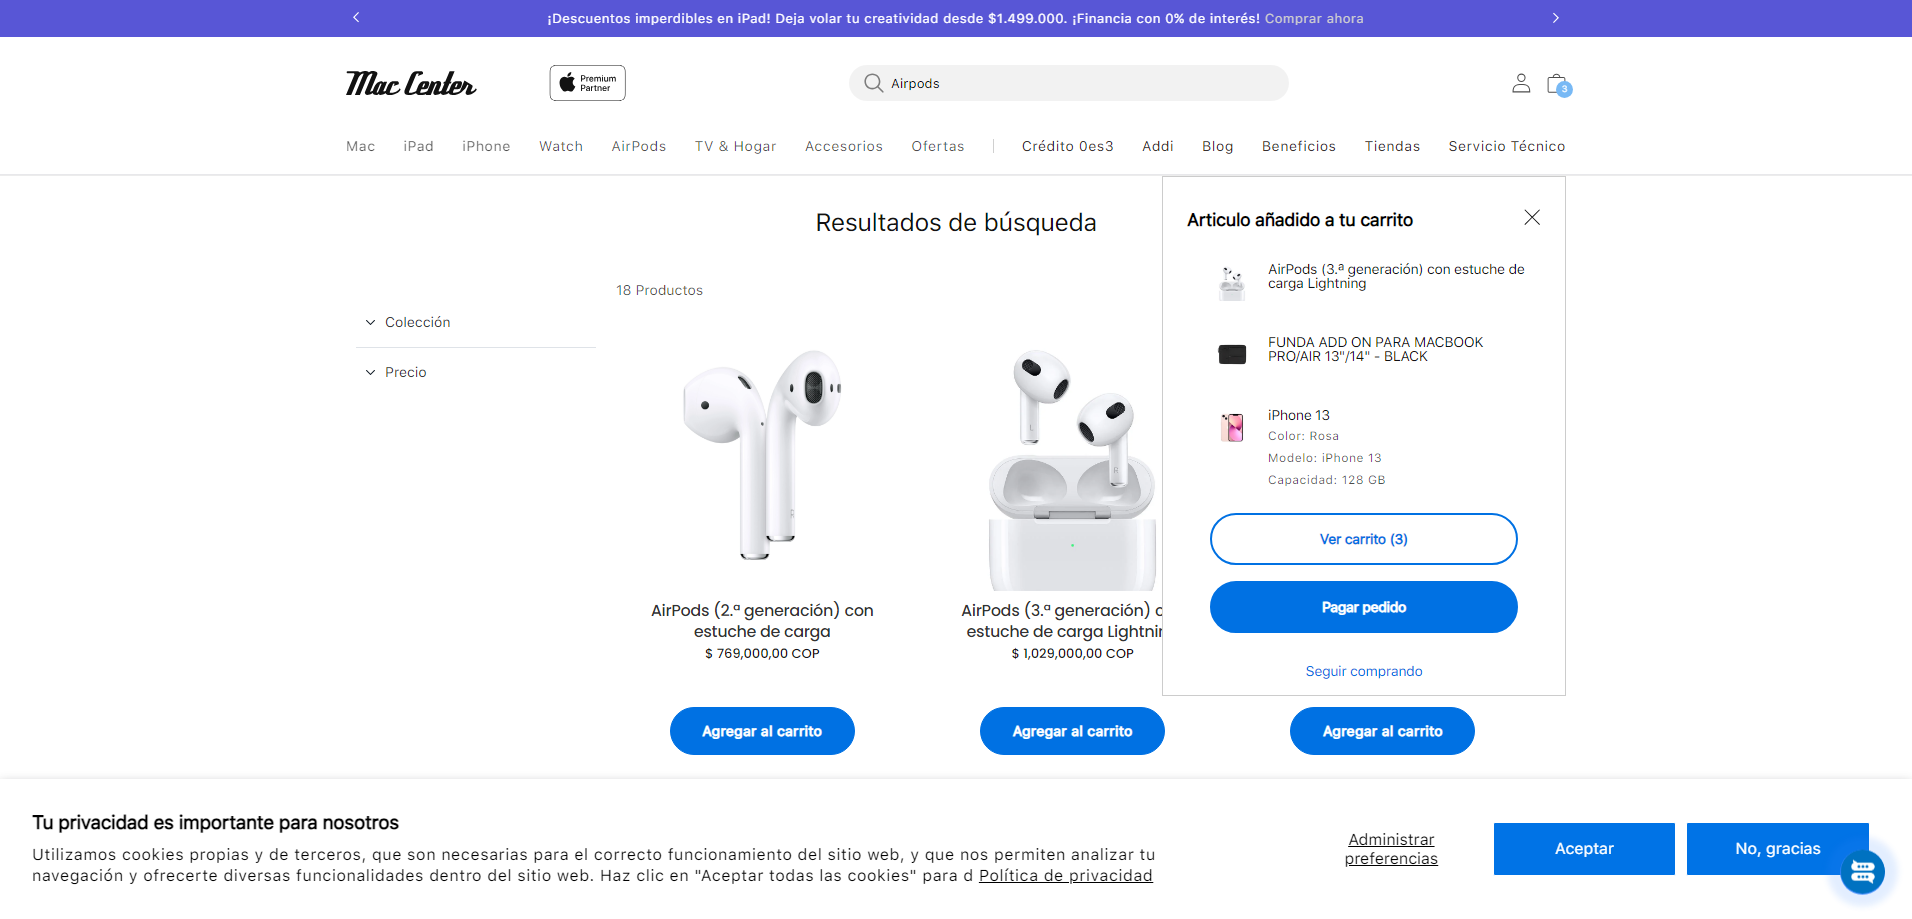 ¡Descuentos imperdibles en iPad! Deja volar tu creatividad desde $1.499.000. ¡Financia con 0% de interés! Comprar ahora
Mac Center
Premium
Partner
Airpods
3
Mac iPad iPhone Watch AirPods TV & Hogar Accesorios Ofertas Crédito 0es3 Addi Blog Beneficios Tiendas Servicio Técnico
Resultados de búsqueda
18 Productos
Colección
Precio
AirPods (2.ª generación) con
estuche de carga
$ 769,000,00 COP
Agregar al carrito
AirPods (3.ª generación) c
estuche de carga Lightnin
$ 1,029,000,00 COP
Agregar al carrito
Agregar al carrito
Articulo añadido a tu carrito
AirPods (3.ª generación) con estuche de
carga Lightning
FUNDA ADD ON PARA MACBOOK
PRO/AIR 13"/14" - BLACK
iPhone 13
Color: Rosa
Modelo: iPhone 13
Capacidad: 128 GB
Ver carrito (3)
Pagar pedido
Seguir comprando
Tu privacidad es importante para nosotros
Utilizamos cookies propias y de terceros, que son necesarias para el correcto funcionamiento del sitio web, y que nos permiten analizar tu
navegación y ofrecerte diversas funcionalidades dentro del sitio web. Haz clic en "Aceptar todas las cookies" para d Política de privacidad
Administrar
preferencias
Aceptar
No, gracias